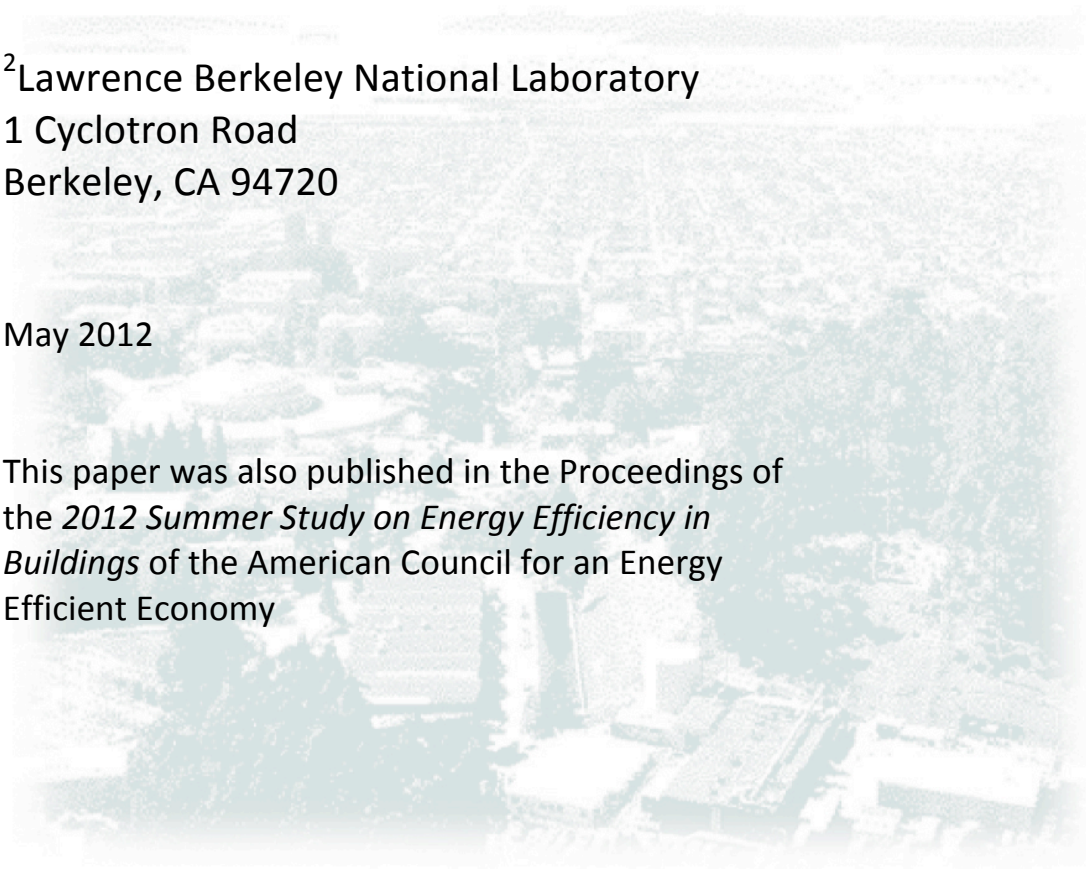 ²Lawrence Berkeley National Laboratory
1 Cyclotron Road
Berkeley, CA 94720
May 2012
This paper was also published in the Proceedings of
the 2012 Summer Study on Energy Efficiency in
Buildings of the American Council for an Energy
Efficient Economy